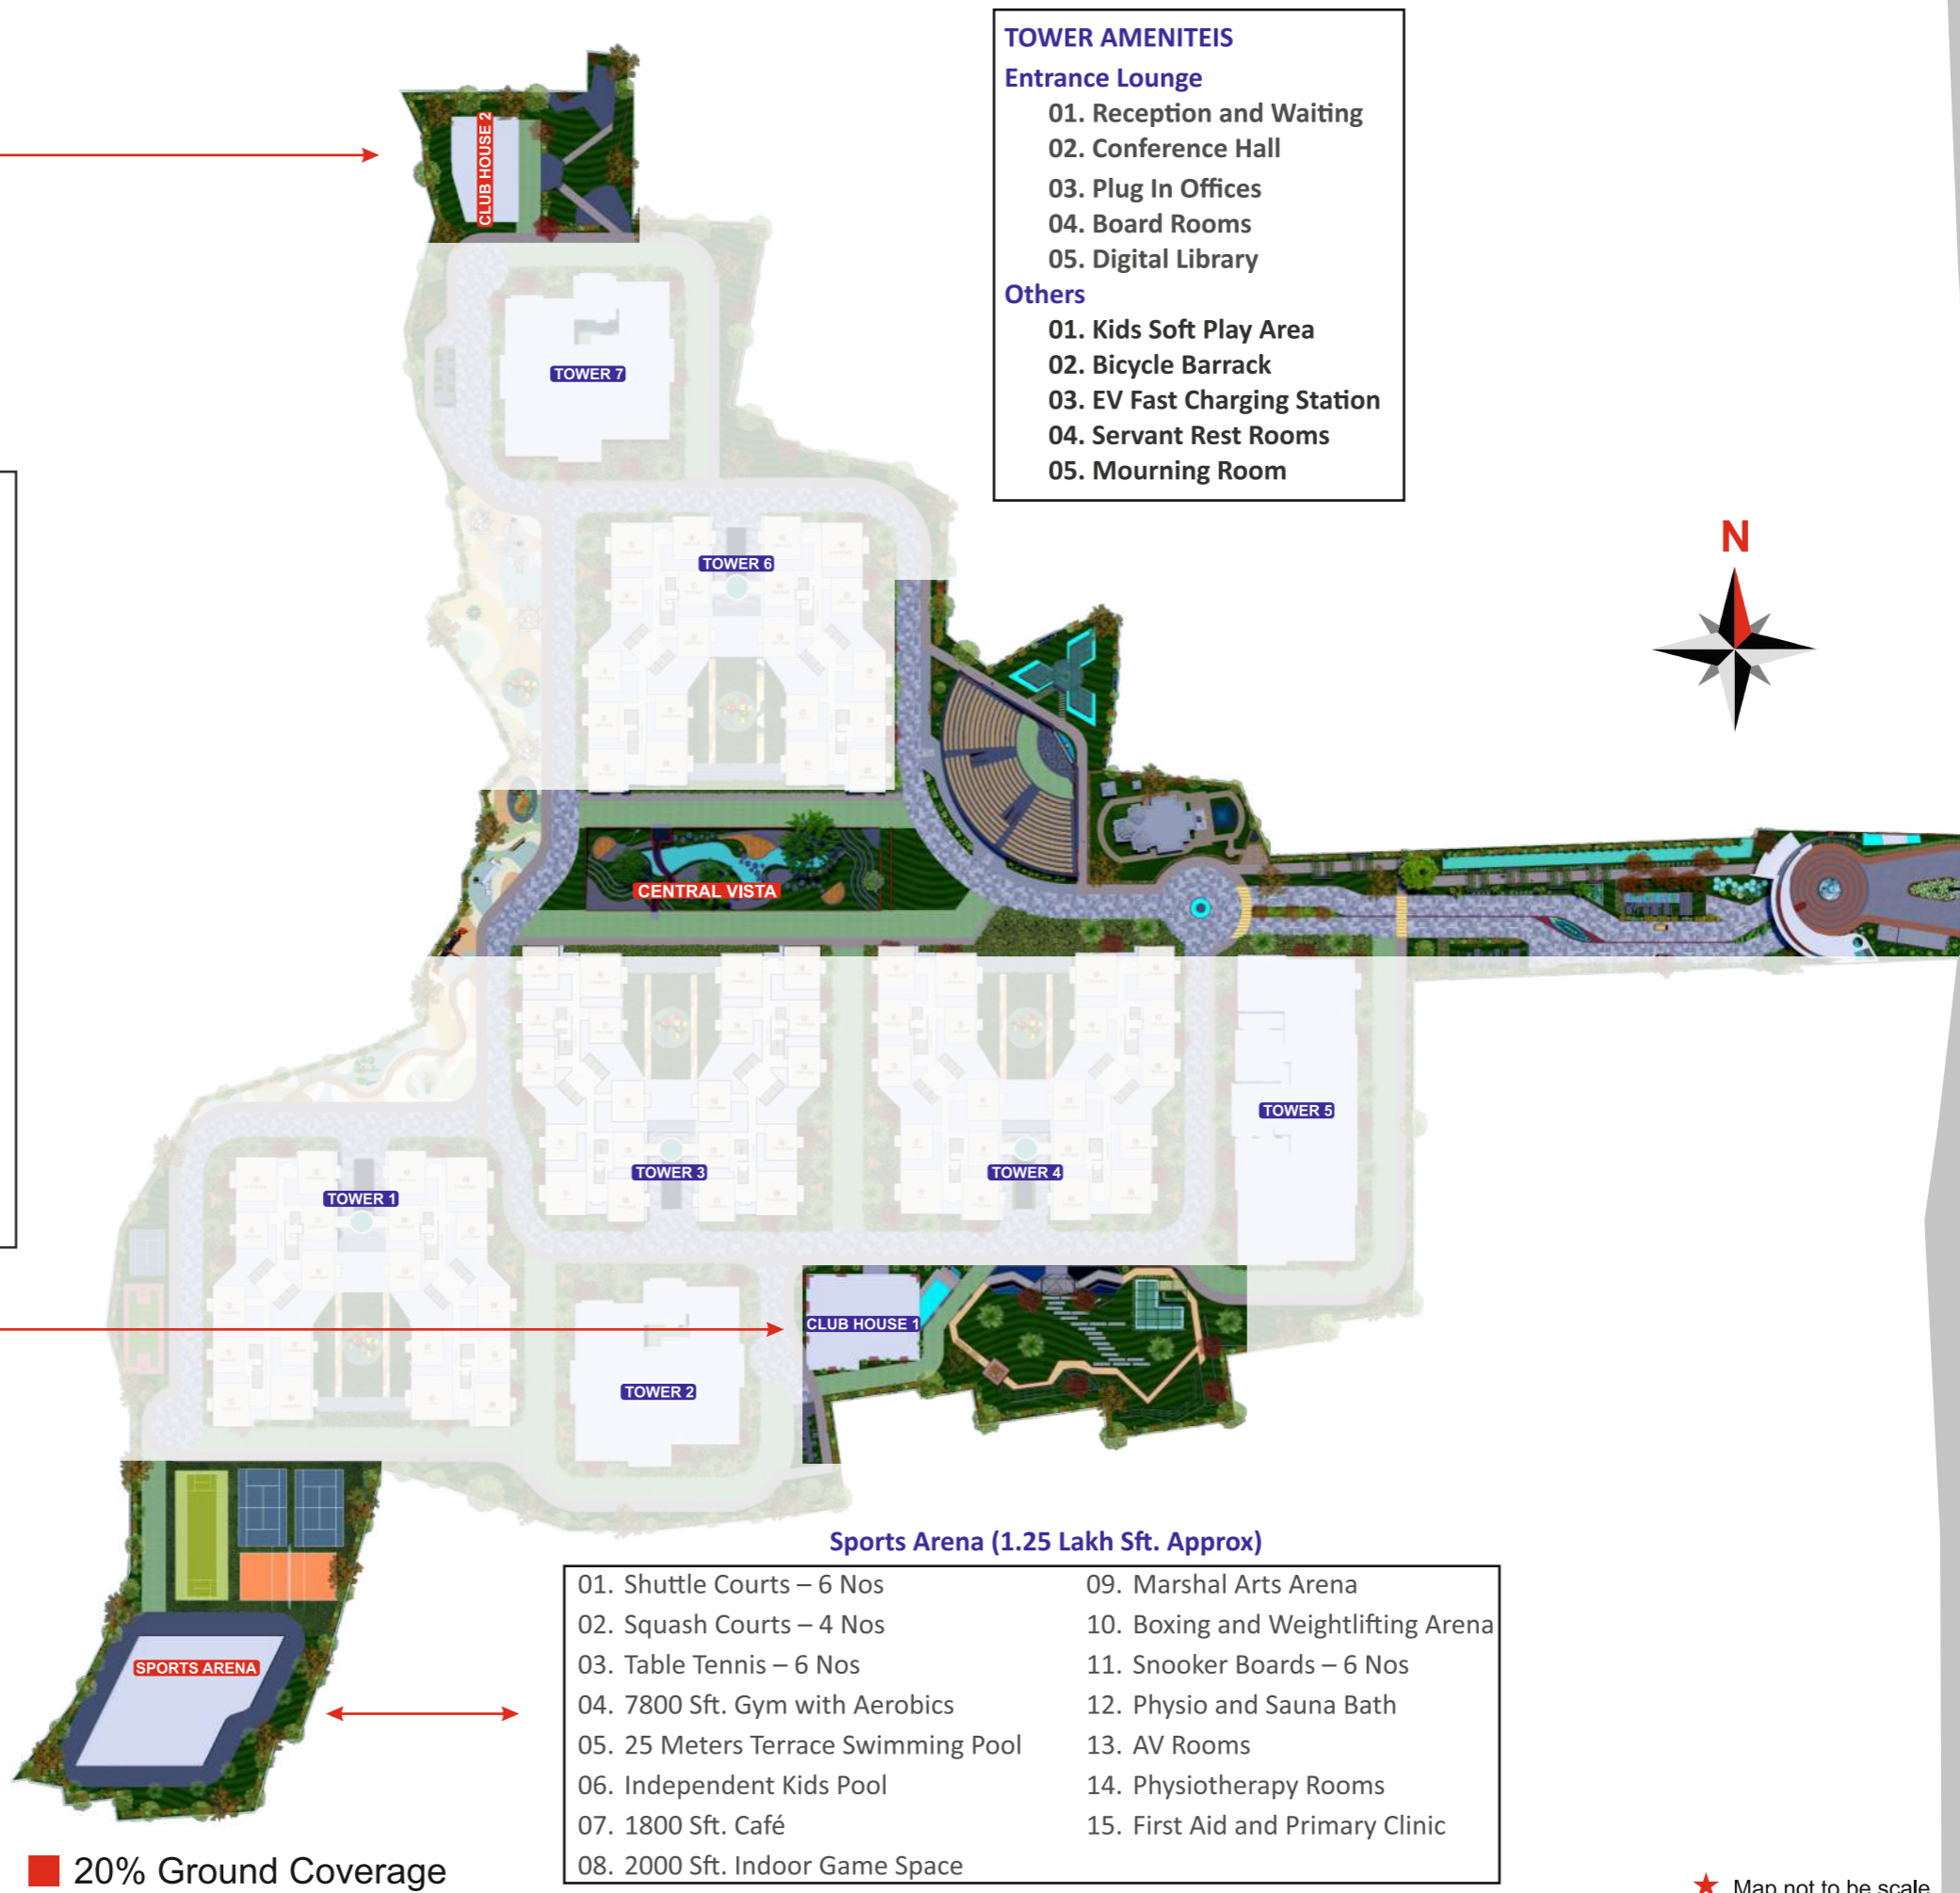 TOWER AMENITEIS
Entrance Lounge
01. Reception and Waiting
02. Conference Hall
03. Plug In Offices
04. Board Rooms
05. Digital Library
Others
01. Kids Soft Play Area
02. Bicycle Barrack
03. EV Fast Charging Station
04. Servant Rest Rooms
05. Mourning Room
CLUB HOUSE 2
TOWER 7
N
TOWER 6
CENTRAL VISTA
TOWER 5
TOWER 3
TOWER 4
TOWER 1
CLUB HOUSE 1
TOWER 2
SPORTS ARENA
Sports Arena (1.25 Lakh Sft. Approx)
01. Shuttle Courts – 6 Nos
02. Squash Courts – 4 Nos
03. Table Tennis – 6 Nos
04. 7800 Sft. Gym with Aerobics
05. 25 Meters Terrace Swimming Pool
06. Independent Kids Pool
07. 1800 Sft. Café
08. 2000 Sft. Indoor Game Space
09. Marshal Arts Arena
10. Boxing and Weightlifting Arena
11. Snooker Boards – 6 Nos
12. Physio and Sauna Bath
13. AV Rooms
14. Physiotherapy Rooms
15. First Aid and Primary Clinic
20% Ground Coverage
Map not to be scale